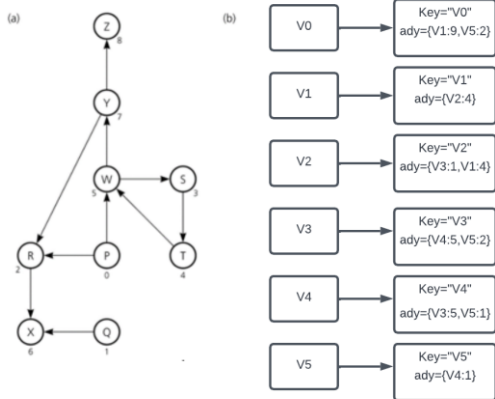 (a)
Z
8
Y
7
W
5
S
3
R
2
P
0
T
4
X
6
Q
1
(b)
V0
Key="V0"
ady={V1:9,V5:2}
V1
Key="V1"
ady={V2:4}
V2
Key="V2"
ady={V3:1,V1:4}
V3
Key="V3"
ady={V4:5,V5:2}
V4
Key="V4"
ady={V3:5,V5:1}
V5
Key="V5"
ady={V4:1}